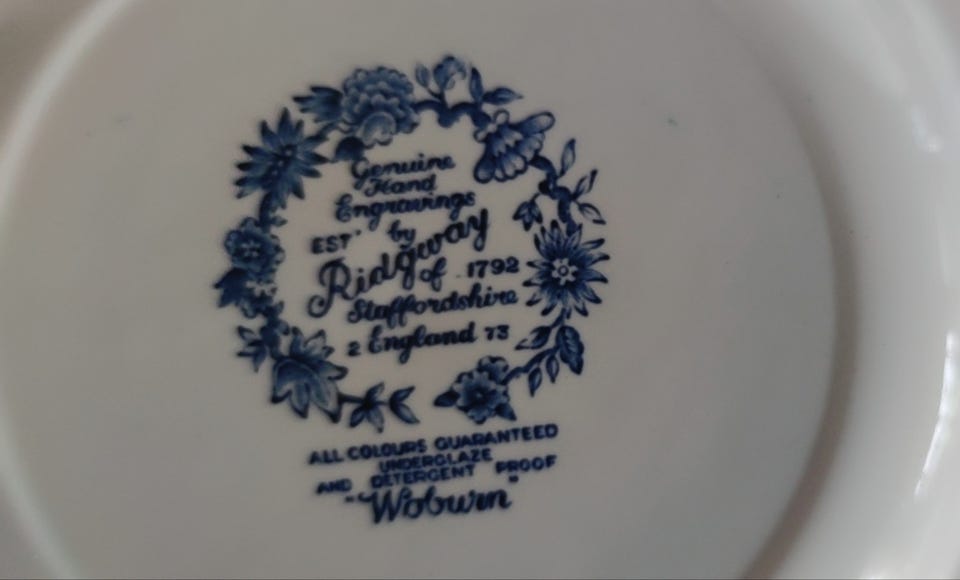 Genuine
Hand
Engravings
EST' by
Ridgway
of 1792
Staffordshire
2 England 73
ALL COLOURS GUARANTEED
UNDERGLAZE
AND DETERGENT PROOF
"Woburn"